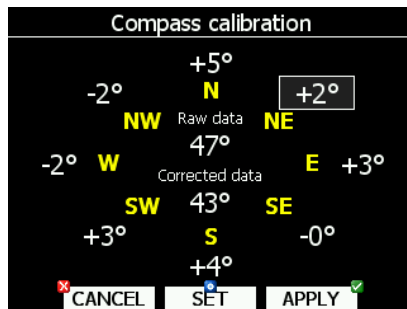 Compass calibration
+5°
-2° N +2°
NW Raw data NE
47°
-2° W E +3°
Corrected data
SW 43° SE
+3° S -0°
+4°
CANCEL SET APPLY